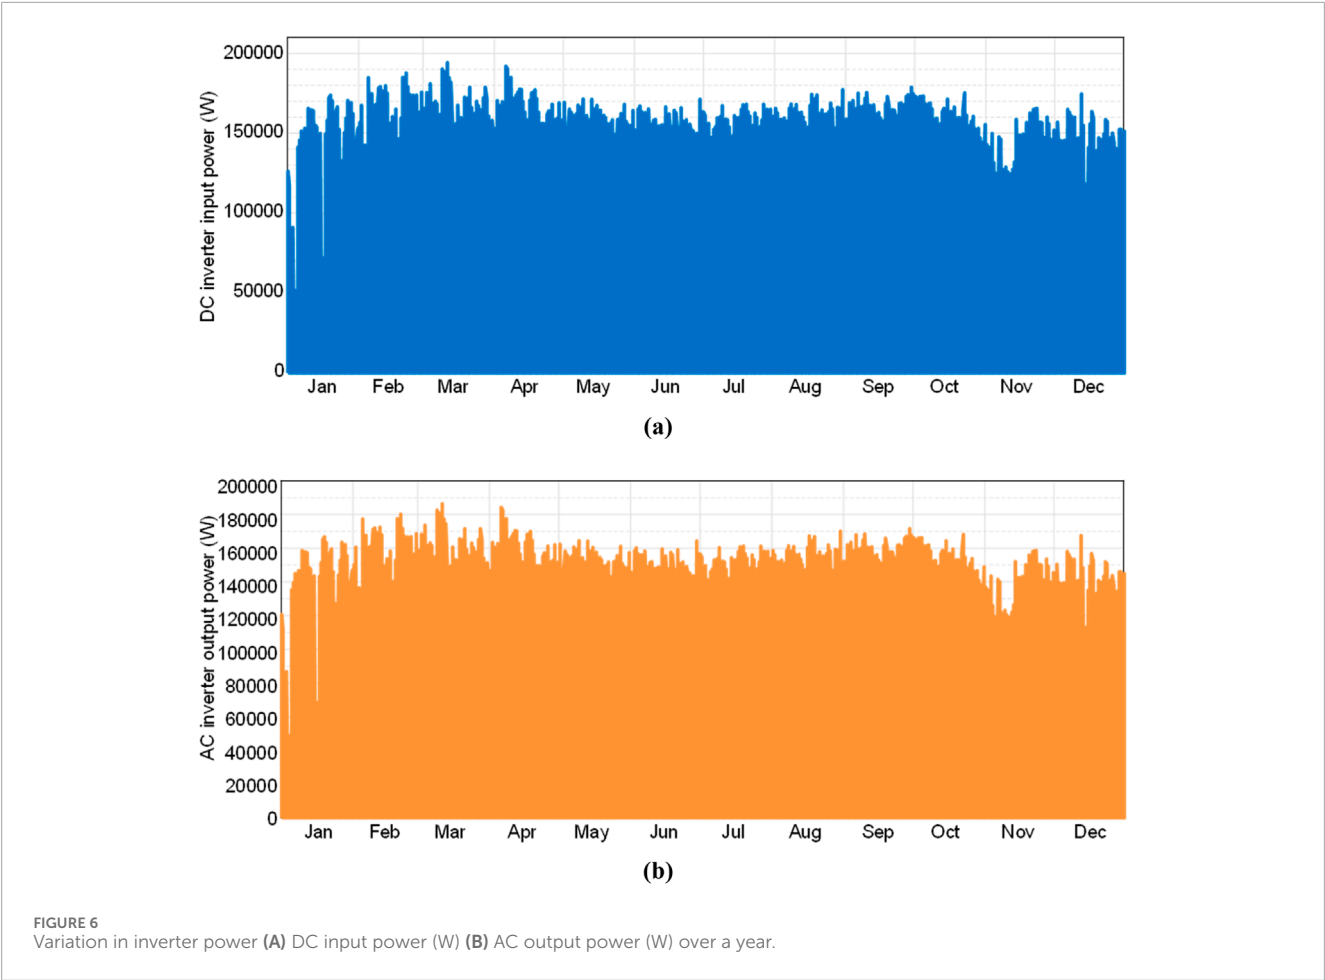 DC inverter input power (W)
200000
150000
100000
50000
0
Jan Feb Mar Apr May Jun Jul Aug Sep Oct Nov Dec
(a)
AC inverter output power (W)
200000
180000
160000
140000
120000
100000
80000
60000
40000
20000
0
Jan Feb Mar Apr May Jun Jul Aug Sep Oct Nov Dec
(b)
FIGURE 6
Variation in inverter power (A) DC input power (W) (B) AC output power (W) over a year.